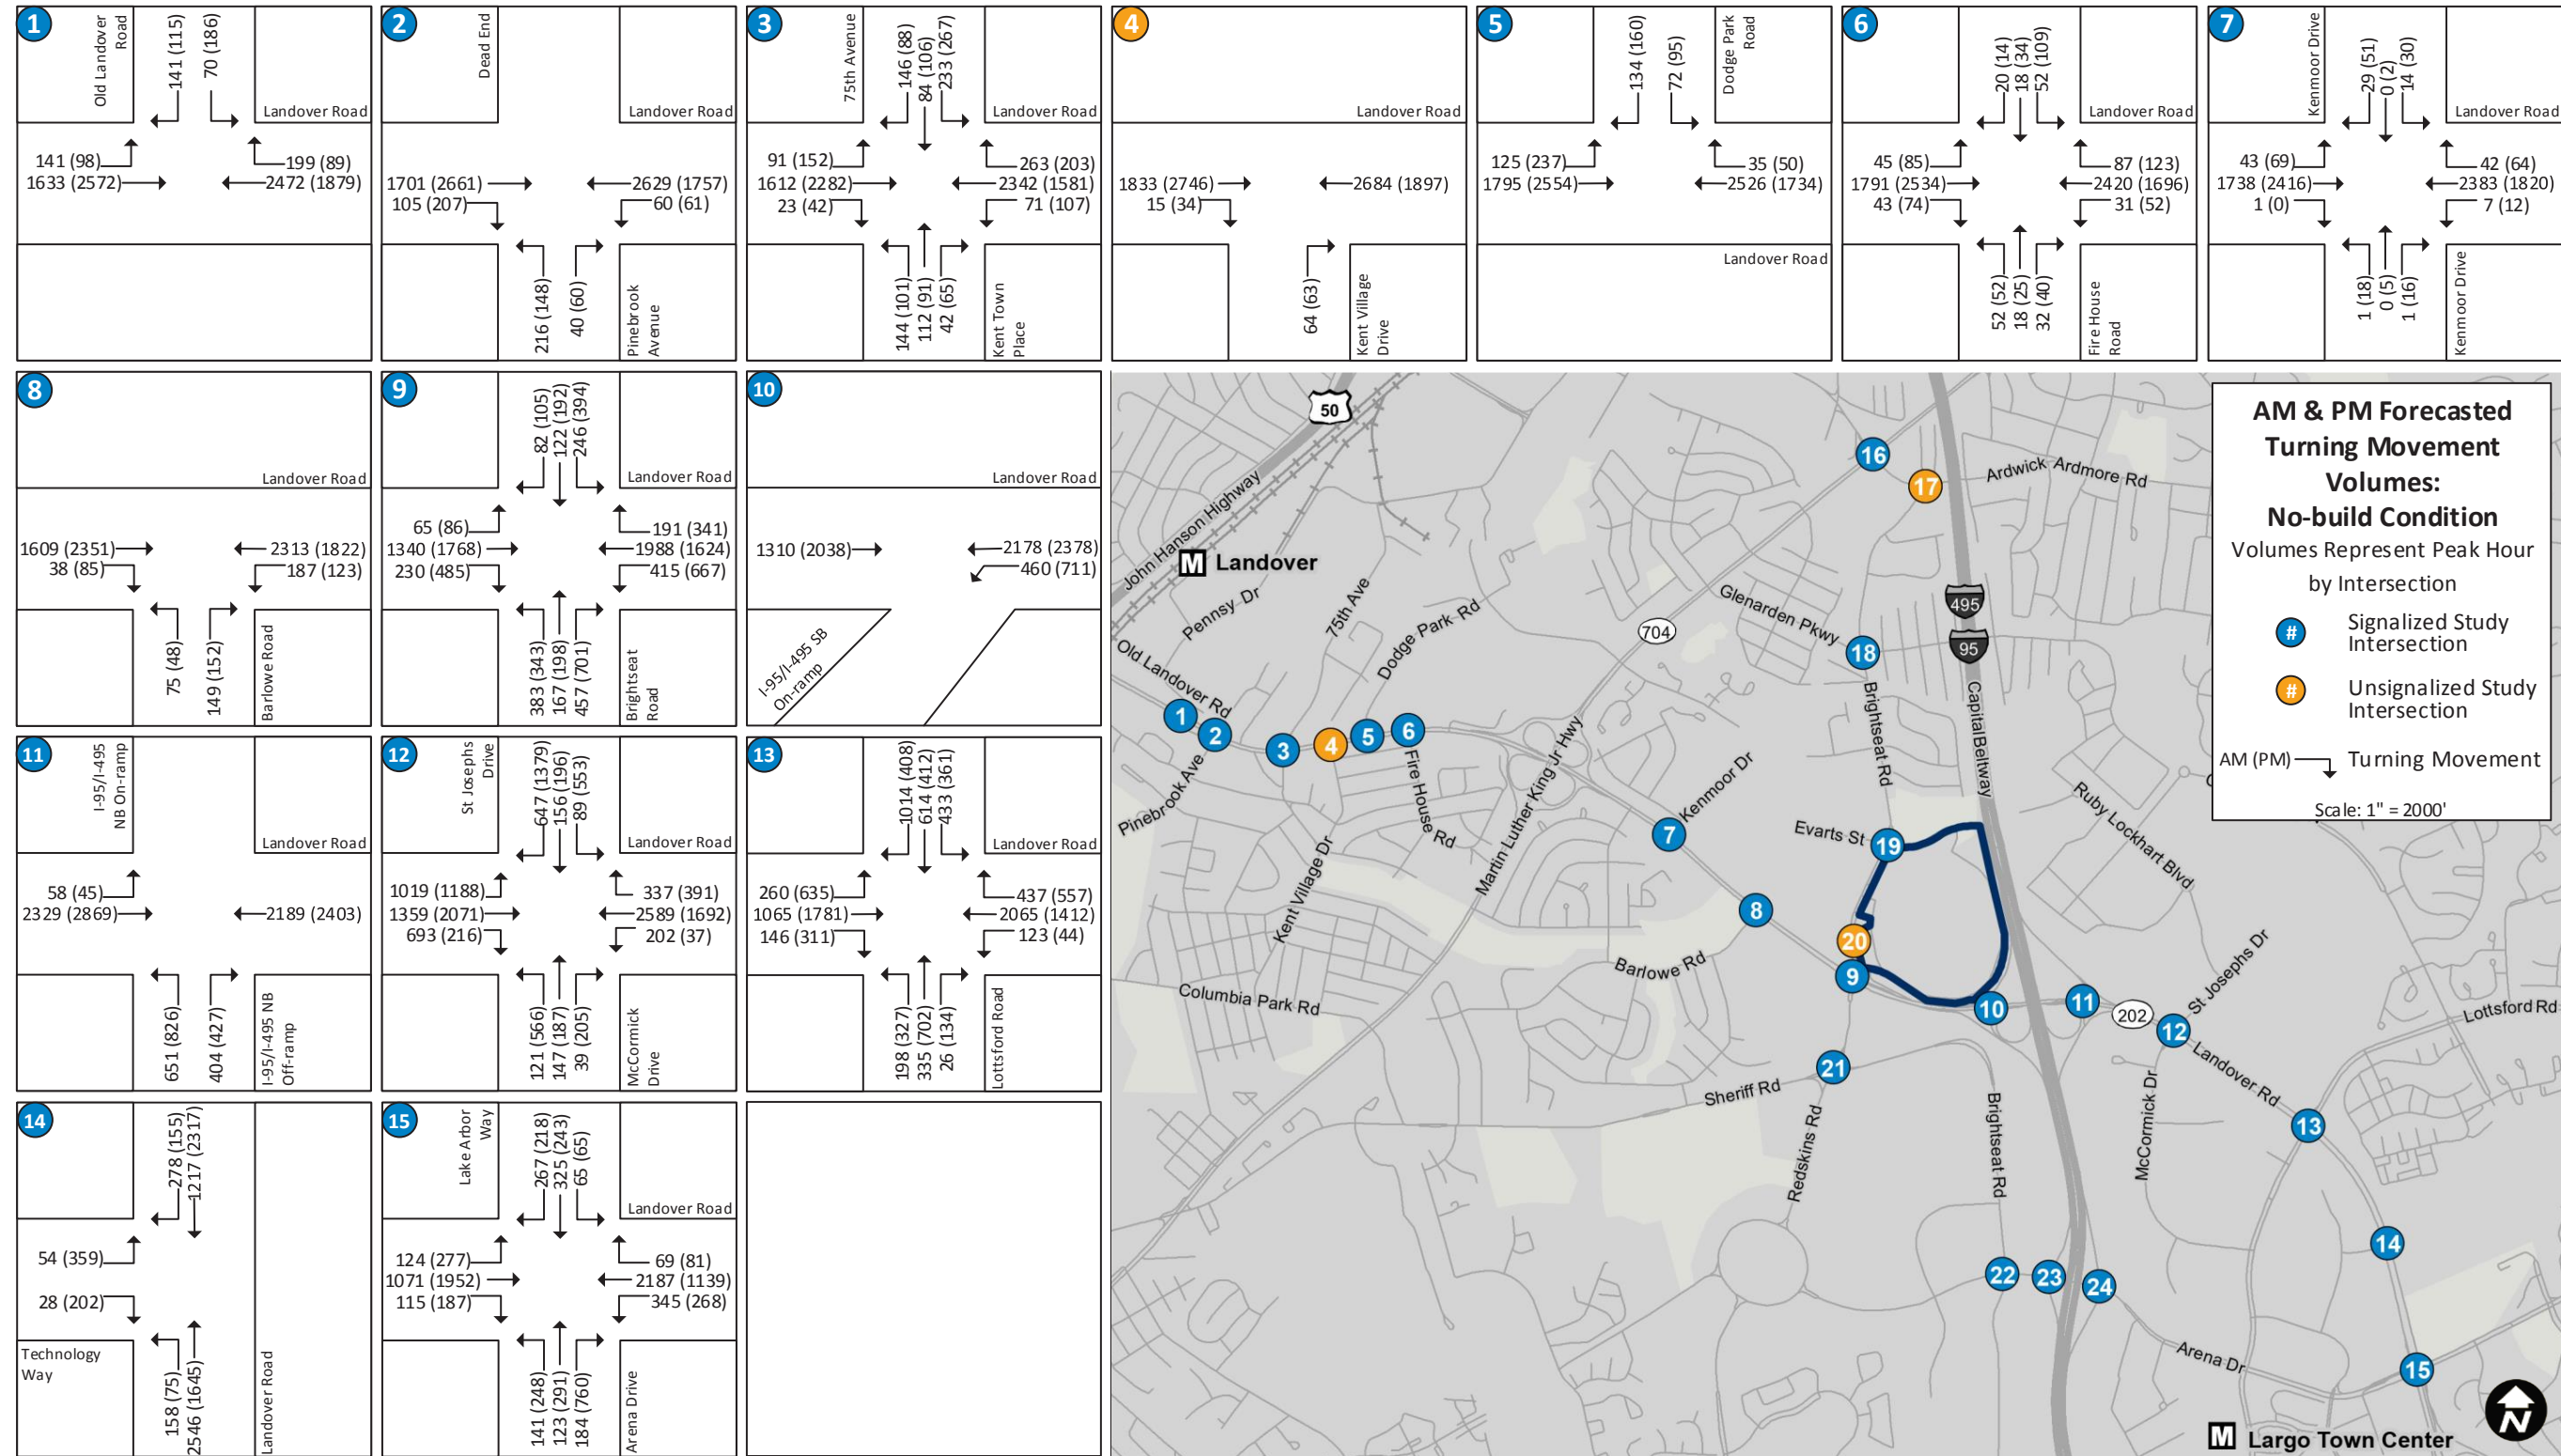 1
Old Landover
Road
141 (115)
70 (186)
Landover Road
141 (98)
1633 (2572)
199 (89)
2472 (1879)
2
Dead End
Landover Road
1701 (2661)
105 (207)
2629 (1757)
60 (61)
216 (148)
40 (60)
Pinebrook
Avenue
3
75th Avenue
146 (88)
84 (106)
233 (267)
Landover Road
91 (152)
1612 (2282)
23 (42)
263 (203)
2342 (1581)
71 (107)
144 (101)
112 (91)
42 (65)
Kent Town
Place
4
Landover Road
1833 (2746)
15 (34)
2684 (1897)
64 (63)
Kent Village
Drive
5
134 (160)
72 (95)
Dodge Park
Road
125 (237)
1795 (2554)
35 (50)
2526 (1734)
Landover Road
6
20 (14)
18 (34)
52 (109)
Landover Road
45 (85)
1791 (2534)
43 (74)
87 (123)
2420 (1696)
31 (52)
52 (52)
18 (25)
32 (40)
Fire House
Road
7
Kenmoor Drive
29 (51)
0 (2)
14 (30)
Landover Road
43 (69)
1738 (2416)
1 (0)
42 (64)
2383 (1820)
7 (12)
1 (18)
0 (5)
1 (16)
Kenmoor Drive
8
Landover Road
1609 (2351)
38 (85)
2313 (1822)
187 (123)
75 (48)
149 (152)
Barlowe Road
9
82 (105)
122 (192)
246 (394)
Landover Road
65 (86)
1340 (1768)
230 (485)
191 (341)
1988 (1624)
415 (667)
383 (343)
167 (198)
457 (701)
Brightseat
Road
10
Landover Road
1310 (2038)
2178 (2378)
460 (711)
I-95/I-495 SB
On-ramp
11
I-95/I-495
NB On-ramp
Landover Road
58 (45)
2329 (2869)
2189 (2403)
651 (826)
404 (427)
I-95/I-495 NB
Off-ramp
12
St Josephs
Drive
647 (1379)
156 (196)
89 (553)
Landover Road
1019 (1188)
1359 (2071)
693 (216)
337 (391)
2589 (1692)
202 (37)
121 (566)
147 (187)
39 (205)
McCormick
Drive
13
1014 (408)
614 (412)
433 (361)
Landover Road
260 (635)
1065 (1781)
146 (311)
437 (557)
2065 (1412)
123 (44)
198 (327)
335 (702)
26 (134)
Lottsford Road
14
278 (155)
1217 (2317)
54 (359)
28 (202)
Technology
Way
158 (75)
2546 (1645)
Landover Road
15
Lake Arbor
Way
267 (218)
325 (243)
65 (65)
Landover Road
124 (277)
1071 (1952)
115 (187)
69 (81)
2187 (1139)
345 (268)
141 (248)
123 (291)
184 (760)
Arena Drive
AM & PM Forecasted
Turning Movement
Volumes:
No-build Condition
Volumes Represent Peak Hour
by Intersection
# Signalized Study
Intersection
# Unsignalized Study
Intersection
AM (PM) Turning Movement
Scale: 1" = 2000'
50
16
17
Ardwick Ardmore Rd
John Hanson Highway
M Landover
Pennsy Dr
75th Ave
Dodge Park Rd
704
Glenarden Pkwy
495
95
18
Old Landover Rd
1
2
3
4
5
6
Pinebrook Ave
Kent Village Dr
Fire House Rd
Martin Luther King Jr Hwy
7
Kenmoor Dr
Brightseat Rd
Capital Beltway
Evarts St
19
Ruby Lockhart Blvd
8
20
9
Barlowe Rd
Columbia Park Rd
10
11
202
12
St Josephs Dr
Lottsford Rd
Landover Rd
21
Sheriff Rd
Redskins Rd
Brightseat Rd
McCormick Dr
13
14
22
23
24
Arena Dr
15
M Largo Town Center
N